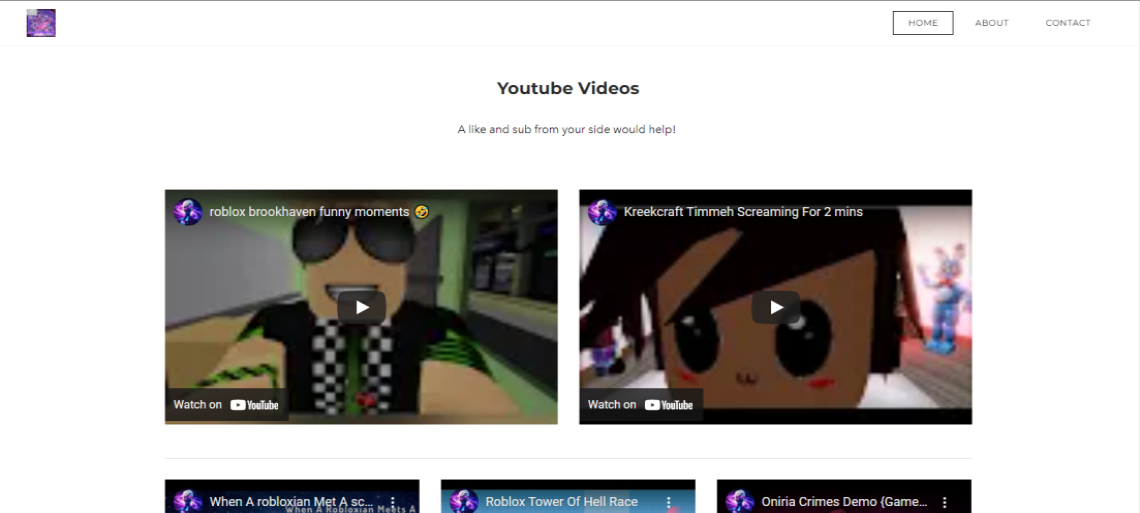 HOME
ABOUT
CONTACT
Youtube Videos
A like and sub from your side would help!
roblox brookhaven funny moments 🤣
Kreekcraft Timmeh Screaming For 2 mins
Watch on YouTube
Watch on YouTube
When A robloxian Met A sc...
When A Robloxian Meets A
Roblox Tower Of Hell Race
Oniria Crimes Demo {Game...